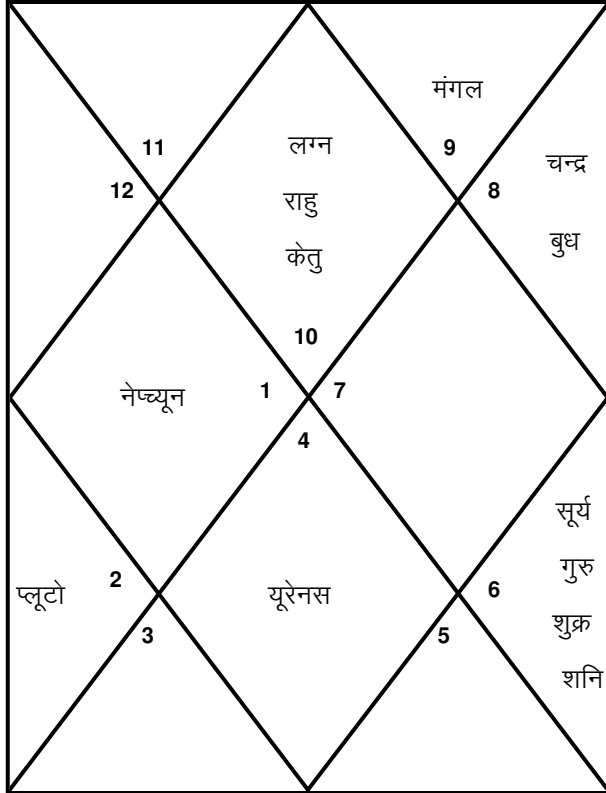 मंगल
11
लग्न
9
चन्द्र
12
राहु
8
केतु
बुध
10
नेप्च्यून
1
7
4
सूर्य
प्लूटो
2
यूरेनस
6
गुरु
3
5
शुक्र
शनि